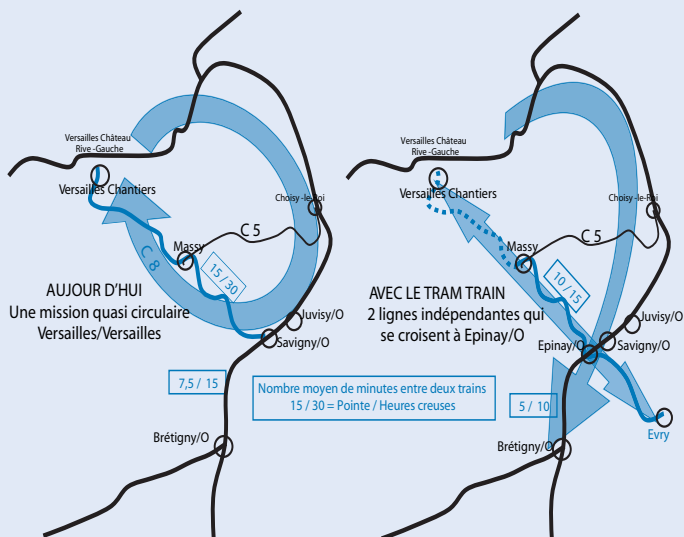 Versailles Château
Rive -Gauche
Versailles Chantiers
Choisy -le-Roi
C 5
Massy
C 8
15 / 30
AUJOUR D'HUI
Une mission quasi circulaire
Versailles/Versailles
Juvisy/O
Savigny/O
7,5 / 15
Brétigny/O
Nombre moyen de minutes entre deux trains
15 / 30 = Pointe / Heures creuses
Versailles Château
Rive -Gauche
Versailles Chantiers
Choisy -le-Roi
C 5
Massy
10 / 15
AVEC LE TRAM TRAIN
2 lignes indépendantes qui
se croisent à Epinay/O
Juvisy/O
Savigny/O
Epinay/O
5 / 10
Evry
Brétigny/O